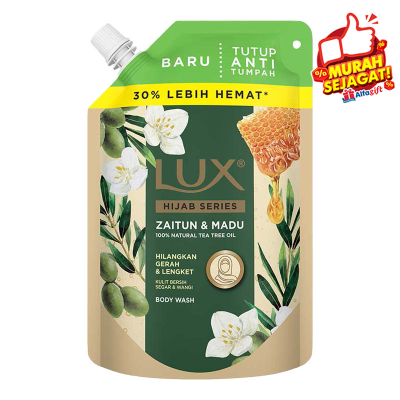 BARU
TUTUP
ANTI
TUMPAH
MURAH
SEJAGAT!
Alfagift
30% LEBIH HEMAT*
LUX®
HIJAB SERIES
ZAITUN & MADU
100% NATURAL TEA TREE OIL
HILANGKAN
GERAH
& LENGKET
KULIT BERSIH
SEGAR & WANGI
BODY WASH